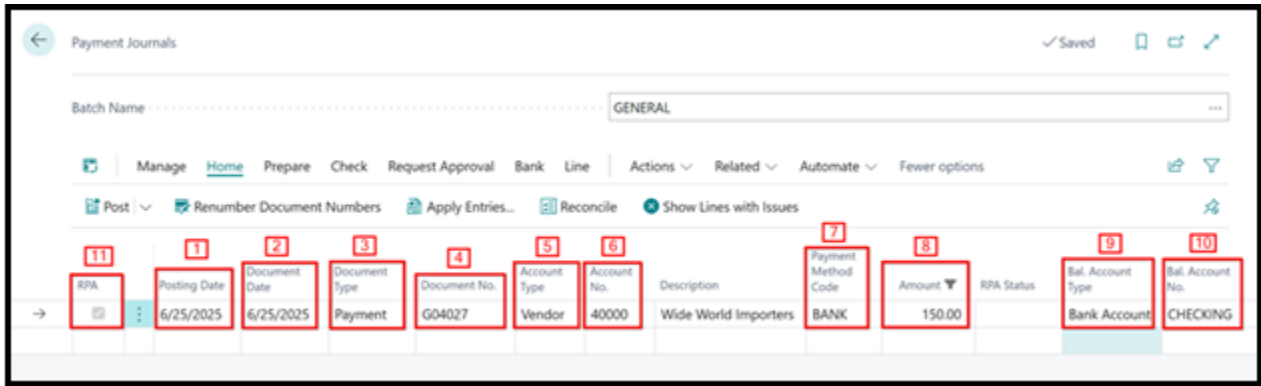 Payment Journals
Saved
Batch Name
GENERAL
Manage Home Prepare Check Request Approval Bank Line Actions Related Automate Fewer options
Post Renumber Document Numbers Apply Entries... Reconcile Show Lines with Issues
11 1 2 3 4 5 6 7 8 9 10
RPA Posting Date Document Date Document Type Document No. Account Type Account No. Description Payment Method Code Amount RPA Status Bal. Account Type Bal. Account No.
6/25/2025 6/25/2025 Payment G04027 Vendor 40000 Wide World Importers BANK 150.00 Bank Account CHECKING